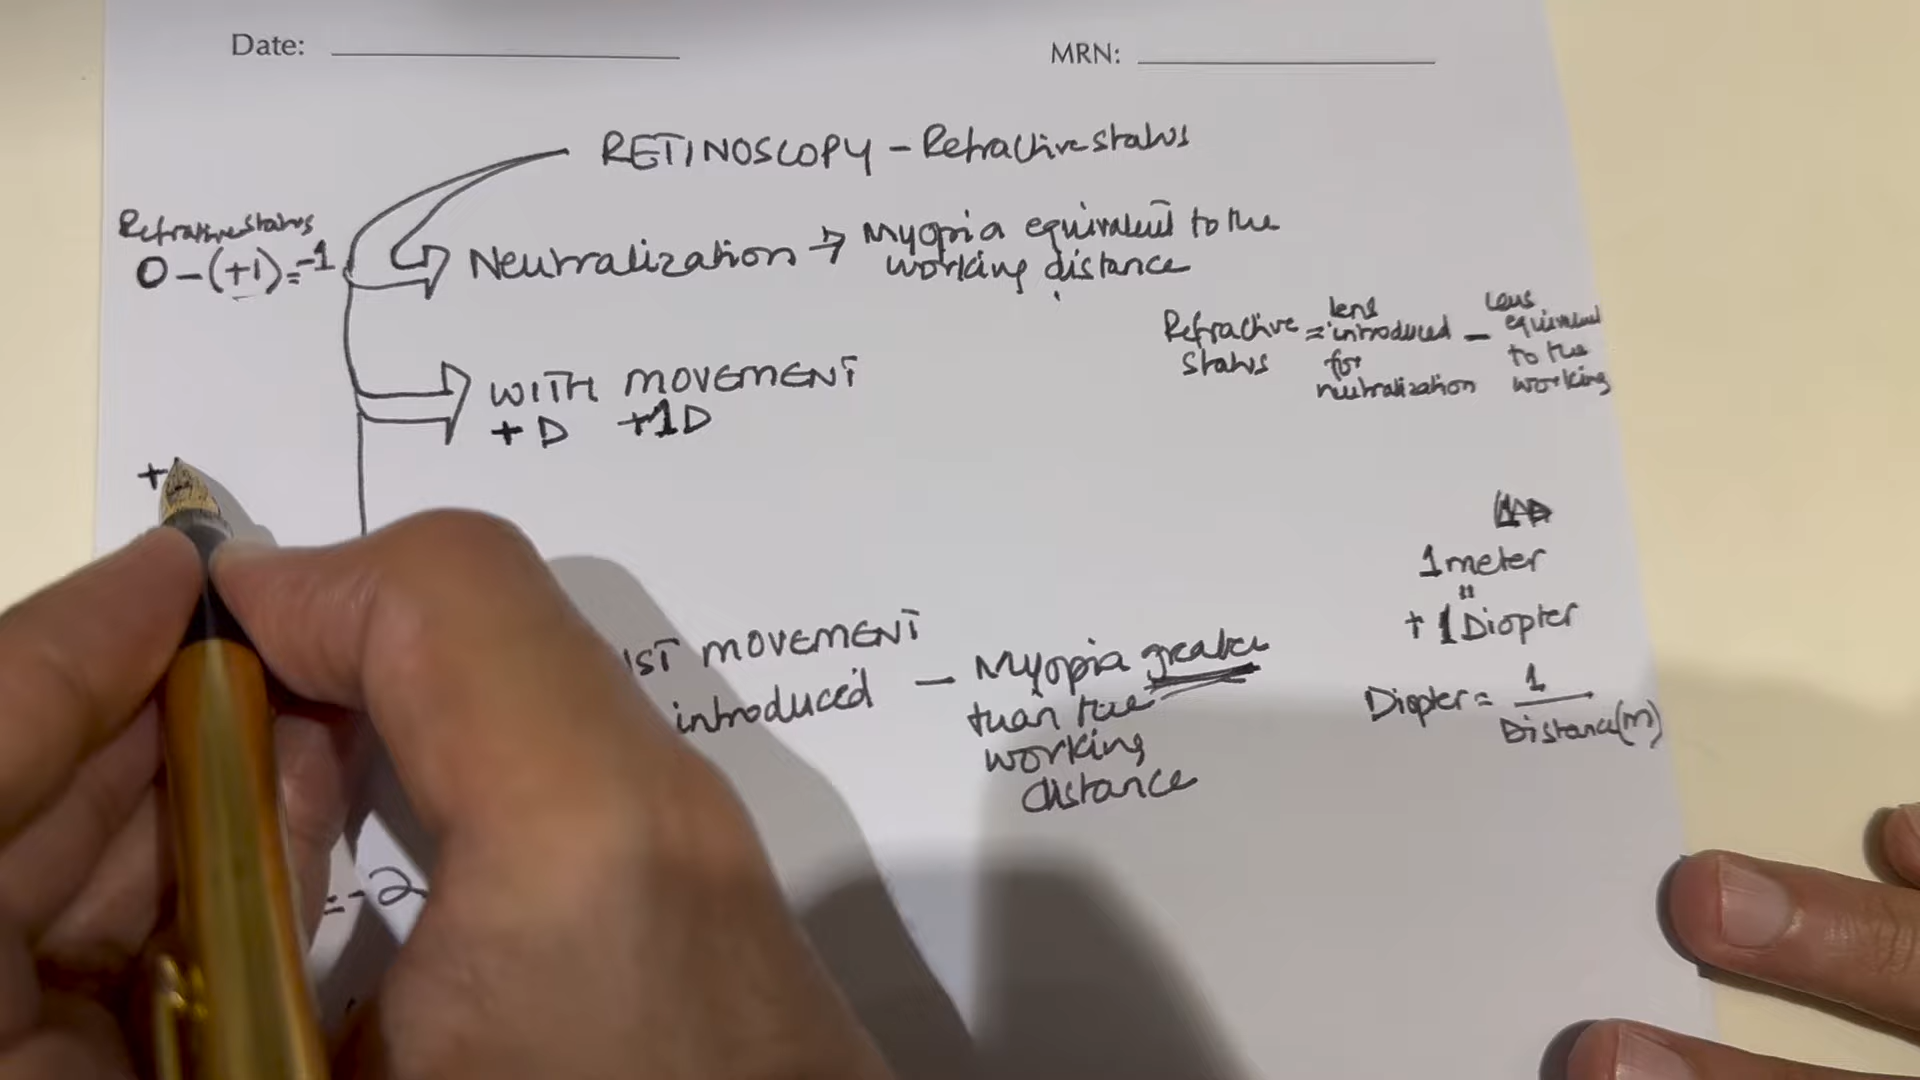 Date: MRN:
RETINOSCOPY - Refractive status
Refractive status
0 - (+1) = -1
Neutralization → Myopia equivalent to the
working distance
Refractive status = lens introduced for neutralization - Lens equivalent to the working
WITH MOVEMENT
+ D +1D
+
1 meter
"
+ 1 Diopter
Diopter = 1
Distance(m)
IST MOVEMENT
introduced - Myopia greater
than the
working
distance
= -2